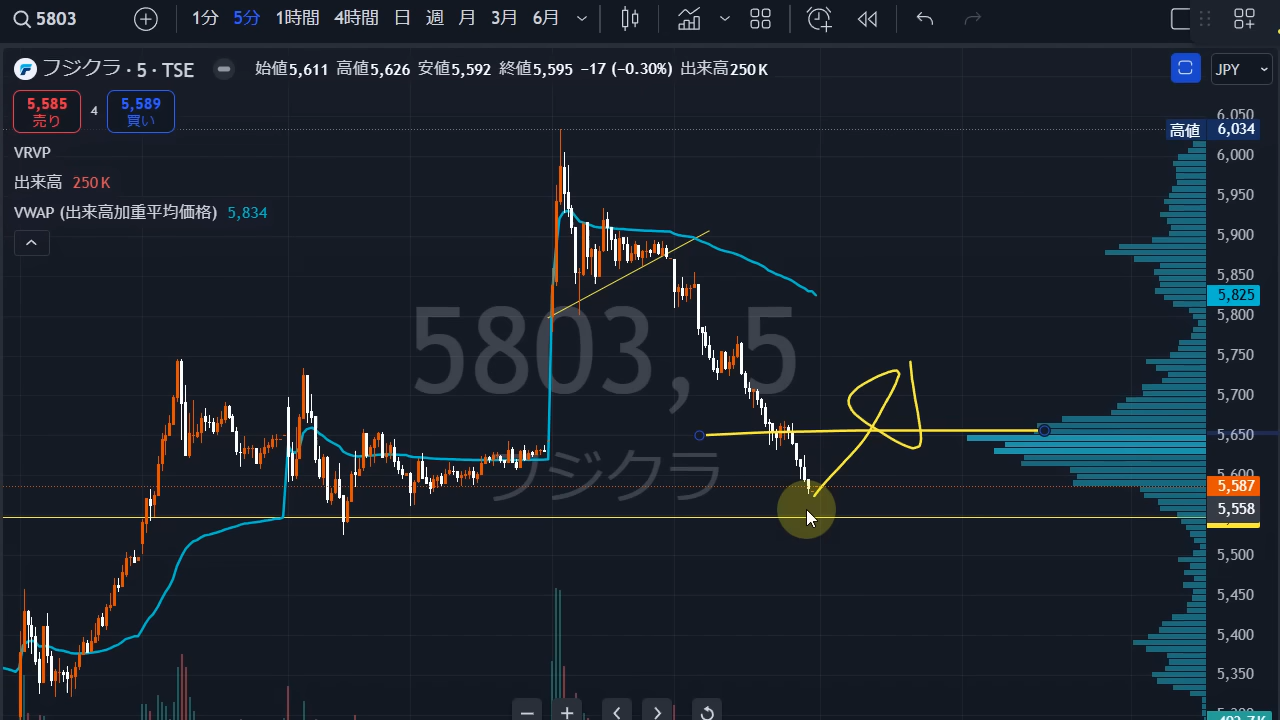 5803 1分 5分 1時間 4時間 日 週 月 3月 6月
フジクラ · 5 · TSE 始値5,611 高値5,626 安値5,592 終値5,595 −17 (−0.30%) 出来高250 K JPY
5,585 売り 4 5,589 買い
VRVP
出来高 250 K
VWAP (出来高加重平均価格) 5,834
5803, 5
フジクラ
6,050
高値 6,034
6,000
5,950
5,900
5,850
5,825
5,800
5,750
5,700
5,650
5,600
5,587
5,558
5,500
5,450
5,400
5,350